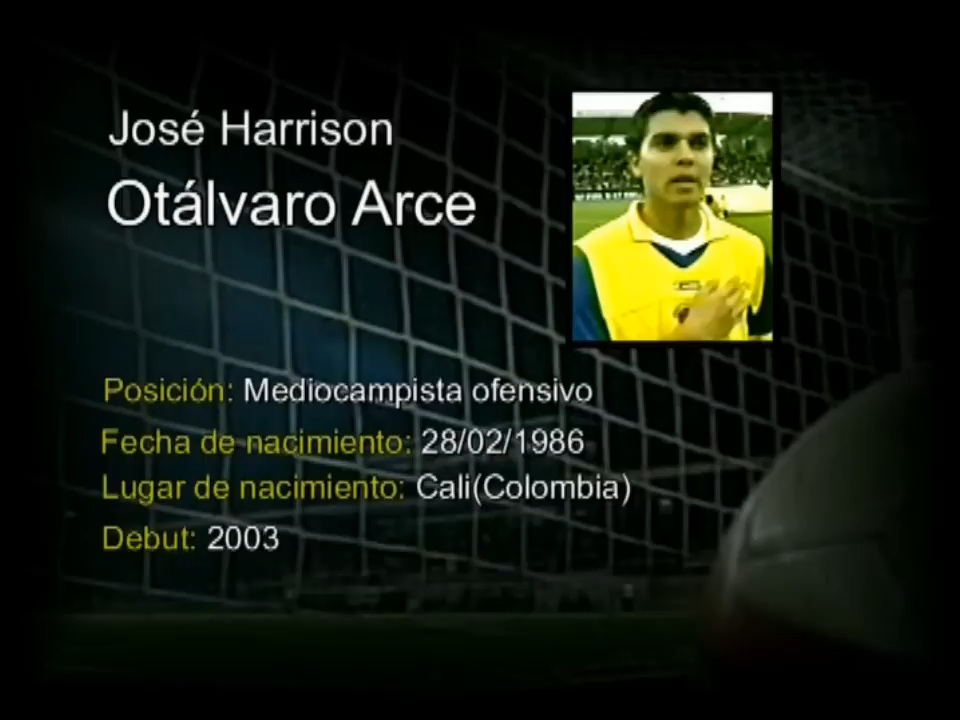 José Harrison
Otálvaro Arce
Posición: Mediocampista ofensivo
Fecha de nacimiento: 28/02/1986
Lugar de nacimiento: Cali(Colombia)
Debut: 2003